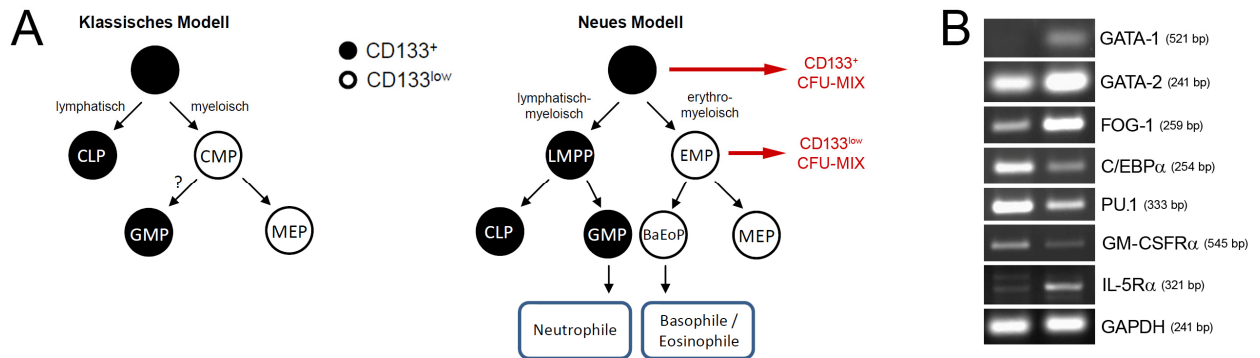 A
Klassisches Modell
CD133+
CD133low
lymphatisch
myeloisch
CLP
CMP
?
GMP
MEP
Neues Modell
CD133+
CFU-MIX
lymphatisch-
myeloisch
erythro-
myeloisch
LMPP
EMP
CD133low
CFU-MIX
CLP
GMP
BaEoP
MEP
Neutrophile
Basophile /
Eosinophile
B
GATA-1 (521 bp)
GATA-2 (241 bp)
FOG-1 (259 bp)
C/EBPα (254 bp)
PU.1 (333 bp)
GM-CSFRα (545 bp)
IL-5Rα (321 bp)
GAPDH (241 bp)